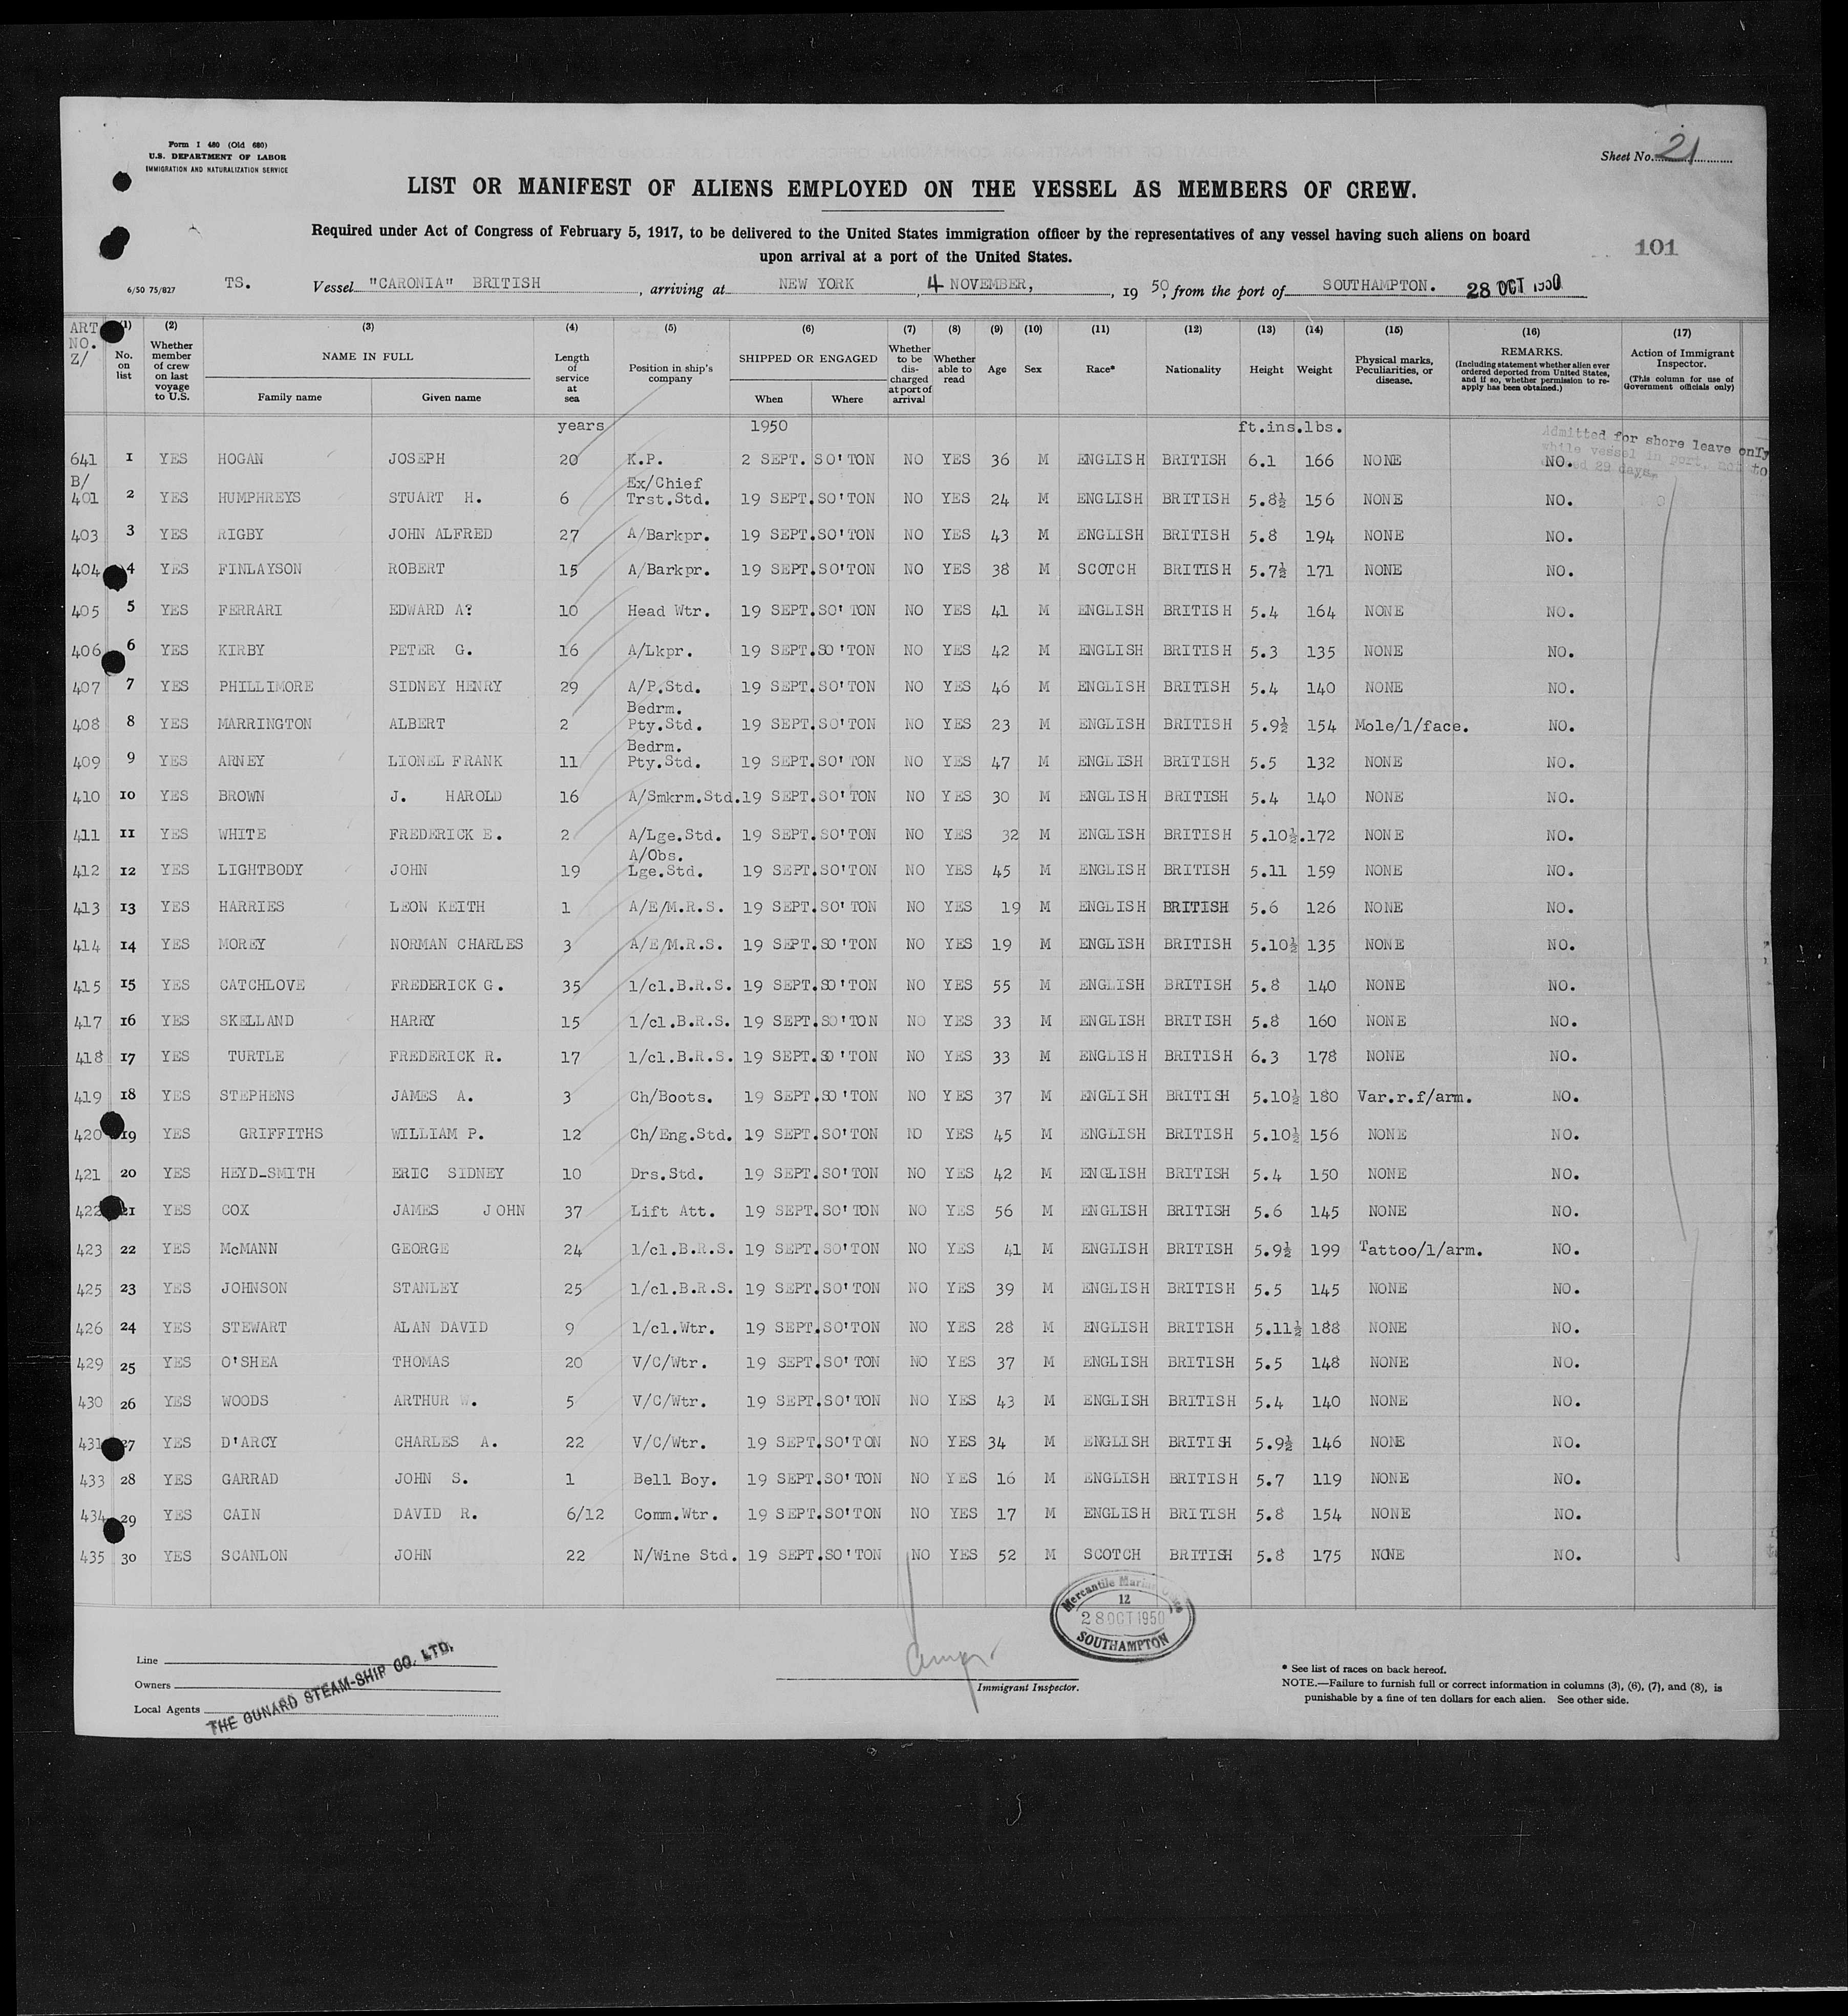 Form I 480 (Old 680)
U.S. DEPARTMENT OF LABOR
IMMIGRATION AND NATURALIZATION SERVICE
Sheet No. 21
LIST OR MANIFEST OF ALIENS EMPLOYED ON THE VESSEL AS MEMBERS OF CREW.
Required under Act of Congress of February 5, 1917, to be delivered to the United States immigration officer by the representatives of any vessel having such aliens on board
upon arrival at a port of the United States.
101
6/50 75/827 TS. Vessel "CARONIA" BRITISH, arriving at NEW YORK, 4 NOVEMBER, 1950, from the port of SOUTHAMPTON. 28 OCT 1950
ART NO. Z/ (1) No. on list (2) Whether member of crew on last voyage to U.S. (3) NAME IN FULL Family name Given name (4) Length of service at sea (5) Position in ship's company (6) SHIPPED OR ENGAGED When Where (7) Whether to be discharged at port of arrival (8) Whether able to read (9) Age (10) Sex (11) Race* (12) Nationality (13) Height (14) Weight (15) Physical marks, Peculiarities, or disease. (16) REMARKS. (Including statement whether alien ever ordered deported from United States, and if so, whether permission to re-apply has been obtained.) (17) Action of Immigrant Inspector. (This column for use of Government officials only)
years 1950 ft.ins. lbs.
Admitted for shore leave only
while vessel in port, not to
29 days.
641 1 YES HOGAN JOSEPH 20 K.P. 2 SEPT. SO'TON NO YES 36 M ENGLISH BRITISH 6.1 166 NONE NO.
B/ 401 2 YES HUMPHREYS STUART H. 6 Ex/Chief Trst.Std. 19 SEPT. SO'TON NO YES 24 M ENGLISH BRITISH 5.8½ 156 NONE NO.
403 3 YES RIGBY JOHN ALFRED 27 A/Barkpr. 19 SEPT. SO'TON NO YES 43 M ENGLISH BRITISH 5.8 194 NONE NO.
404 4 YES FINLAYSON ROBERT 15 A/Barkpr. 19 SEPT. SO'TON NO YES 38 M SCOTCH BRITISH 5.7½ 171 NONE NO.
405 5 YES FERRARI EDWARD A? 10 Head Wtr. 19 SEPT. SO'TON NO YES 41 M ENGLISH BRITISH 5.4 164 NONE NO.
406 6 YES KIRBY PETER G. 16 A/Lkpr. 19 SEPT. SO'TON NO YES 42 M ENGLISH BRITISH 5.3 135 NONE NO.
407 7 YES PHILLIMORE SIDNEY HENRY 29 A/P.Std. 19 SEPT. SO'TON NO YES 46 M ENGLISH BRITISH 5.4 140 NONE NO.
408 8 YES MARRINGTON ALBERT 2 Bedrm. Pty.Std. 19 SEPT. SO'TON NO YES 23 M ENGLISH BRITISH 5.9½ 154 Mole/l/face. NO.
409 9 YES ARNEY LIONEL FRANK 11 Bedrm. Pty.Std. 19 SEPT. SO'TON NO YES 47 M ENGLISH BRITISH 5.5 132 NONE NO.
410 10 YES BROWN J. HAROLD 16 A/Smkrm.Std. 19 SEPT. SO'TON NO YES 30 M ENGLISH BRITISH 5.4 140 NONE NO.
411 11 YES WHITE FREDERICK E. 2 A/Lge.Std. 19 SEPT. SO'TON NO YES 32 M ENGLISH BRITISH 5.10½. 172 NONE NO.
412 12 YES LIGHTBODY JOHN 19 A/Obs. Lge.Std. 19 SEPT. SO'TON NO YES 45 M ENGLISH BRITISH 5.11 159 NONE NO.
413 13 YES HARRIES LEON KEITH 1 A/E/M.R.S. 19 SEPT. SO'TON NO YES 19 M ENGLISH BRITISH 5.6 126 NONE NO.
414 14 YES MOREY NORMAN CHARLES 3 A/E/M.R.S. 19 SEPT. SO'TON NO YES 19 M ENGLISH BRITISH 5.10½ 135 NONE NO.
415 15 YES CATCHLOVE FREDERICK G. 35 1/cl.B.R.S. 19 SEPT. SO'TON NO YES 55 M ENGLISH BRITISH 5.8 140 NONE NO.
417 16 YES SKELLAND HARRY 15 1/cl.B.R.S. 19 SEPT. SO'TON NO YES 33 M ENGLISH BRITISH 5.8 160 NONE NO.
418 17 YES TURTLE FREDERICK R. 17 1/cl.B.R.S. 19 SEPT. SO'TON NO YES 33 M ENGLISH BRITISH 6.3 178 NONE NO.
419 18 YES STEPHENS JAMES A. 3 Ch/Boots. 19 SEPT. SO'TON NO YES 37 M ENGLISH BRITISH 5.10½ 180 Var.r.f/arm. NO.
420 19 YES GRIFFITHS WILLIAM P. 12 Ch/Eng.Std. 19 SEPT. SO'TON NO YES 45 M ENGLISH BRITISH 5.10½ 156 NONE NO.
421 20 YES HEYD-SMITH ERIC SIDNEY 10 Drs.Std. 19 SEPT. SO'TON NO YES 42 M ENGLISH BRITISH 5.4 150 NONE NO.
422 21 YES COX JAMES JOHN 37 Lift Att. 19 SEPT. SO'TON NO YES 56 M ENGLISH BRITISH 5.6 145 NONE NO.
423 22 YES McMANN GEORGE 24 1/cl.B.R.S. 19 SEPT. SO'TON NO YES 41 M ENGLISH BRITISH 5.9½ 199 Tattoo/l/arm. NO.
425 23 YES JOHNSON STANLEY 25 1/cl.B.R.S. 19 SEPT. SO'TON NO YES 39 M ENGLISH BRITISH 5.5 145 NONE NO.
426 24 YES STEWART ALAN DAVID 9 1/cl.Wtr. 19 SEPT. SO'TON NO YES 28 M ENGLISH BRITISH 5.11½ 188 NONE NO.
429 25 YES O'SHEA THOMAS 20 V/C/Wtr. 19 SEPT. SO'TON NO YES 37 M ENGLISH BRITISH 5.5 148 NONE NO.
430 26 YES WOODS ARTHUR W. 5 V/C/Wtr. 19 SEPT. SO'TON NO YES 43 M ENGLISH BRITISH 5.4 140 NONE NO.
431 27 YES D'ARCY CHARLES A. 22 V/C/Wtr. 19 SEPT. SO'TON NO YES 34 M ENGLISH BRITISH 5.9½ 146 NONE NO.
433 28 YES GARRAD JOHN S. 1 Bell Boy. 19 SEPT. SO'TON NO YES 16 M ENGLISH BRITISH 5.7 119 NONE NO.
434 29 YES CAIN DAVID R. 6/12 Comm.Wtr. 19 SEPT. SO'TON NO YES 17 M ENGLISH BRITISH 5.8 154 NONE NO.
435 30 YES SCANLON JOHN 22 N/Wine Std. 19 SEPT. SO'TON NO YES 52 M SCOTCH BRITISH 5.8 175 NONE NO.
Mercantile Marine
12
28 OCT 1950
SOUTHAMPTON
Line
Owners
Local Agents
THE CUNARD STEAM-SHIP CO. LTD.
Immigrant Inspector.
* See list of races on back hereof.
NOTE.—Failure to furnish full or correct information in columns (3), (6), (7), and (8), is
punishable by a fine of ten dollars for each alien. See other side.